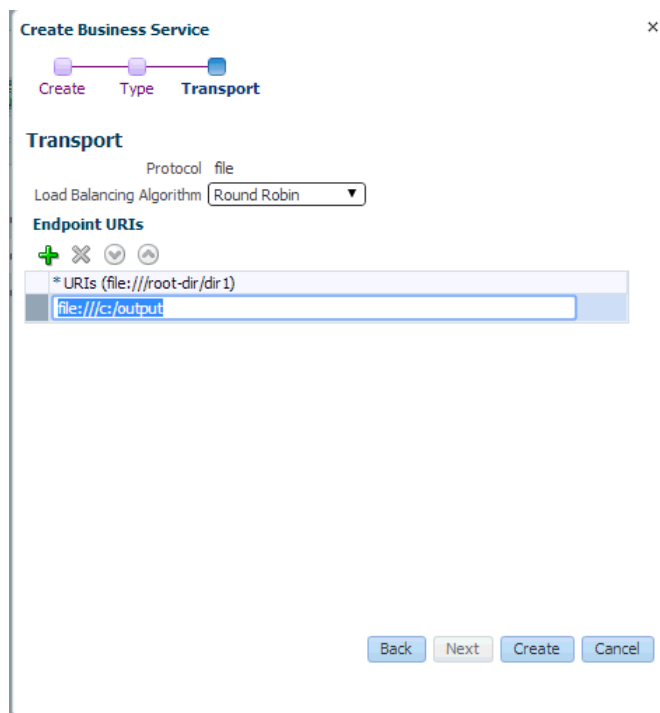 Create Business Service
Create Type Transport
Transport
Protocol file
Load Balancing Algorithm Round Robin
Endpoint URIs
* URIs (file:///root-dir/dir1)
file:///c:/output
Back Next Create Cancel